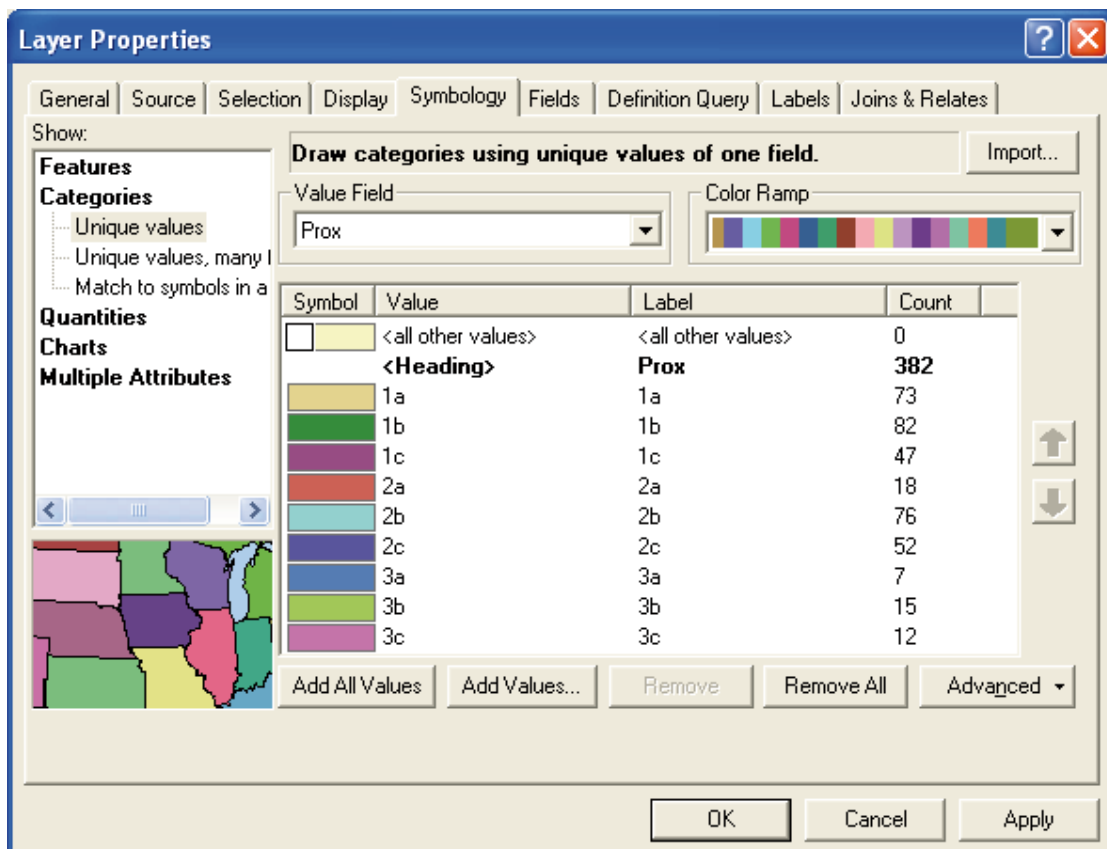 Layer Properties
General Source Selection Display Symbology Fields Definition Query Labels Joins & Relates
Show:
Features
Categories
Unique values
Unique values, many
Match to symbols in a
Quantities
Charts
Multiple Attributes
Draw categories using unique values of one field.
Import...
Value Field
Prox
Color Ramp
Symbol Value Label Count
<all other values> <all other values> 0
<Heading> Prox 382
1a 1a 73
1b 1b 82
1c 1c 47
2a 2a 18
2b 2b 76
2c 2c 52
3a 3a 7
3b 3b 15
3c 3c 12
Add All Values Add Values... Remove Remove All Advanced
OK Cancel Apply